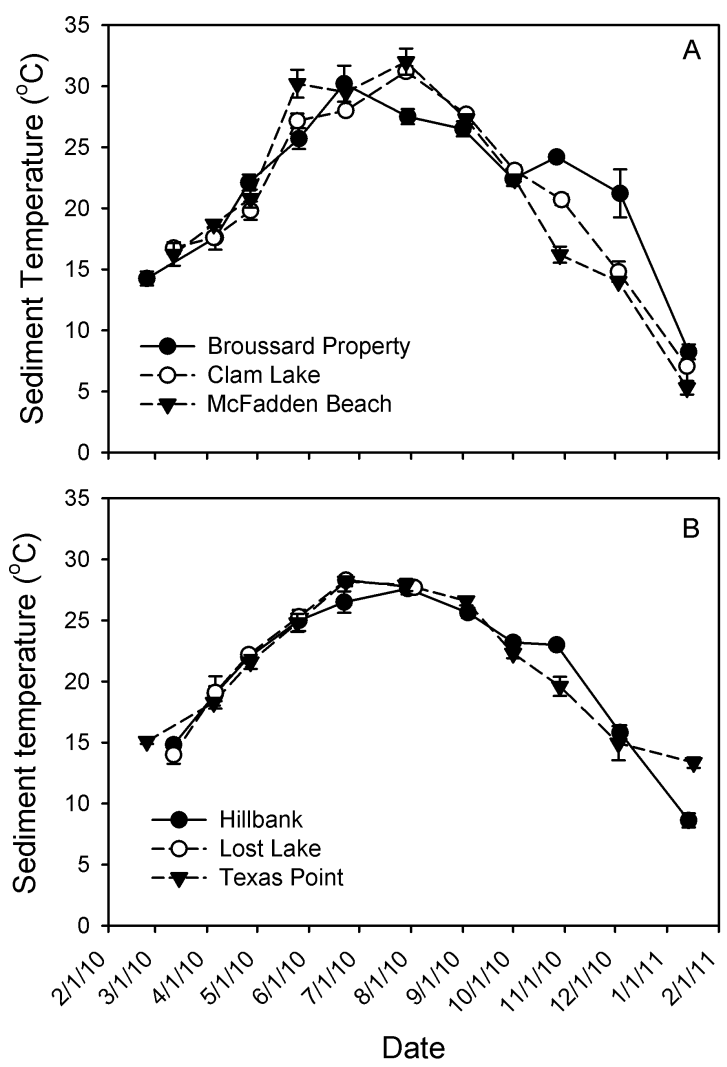 A
Sediment Temperature (°C)
35
30
25
20
15
10
5
0
Broussard Property
Clam Lake
McFadden Beach
B
Sediment temperature (°C)
35
30
25
20
15
10
5
0
Hillbank
Lost Lake
Texas Point
2/1/10
3/1/10
4/1/10
5/1/10
6/1/10
7/1/10
8/1/10
9/1/10
10/1/10
11/1/10
12/1/10
1/1/11
2/1/11
Date